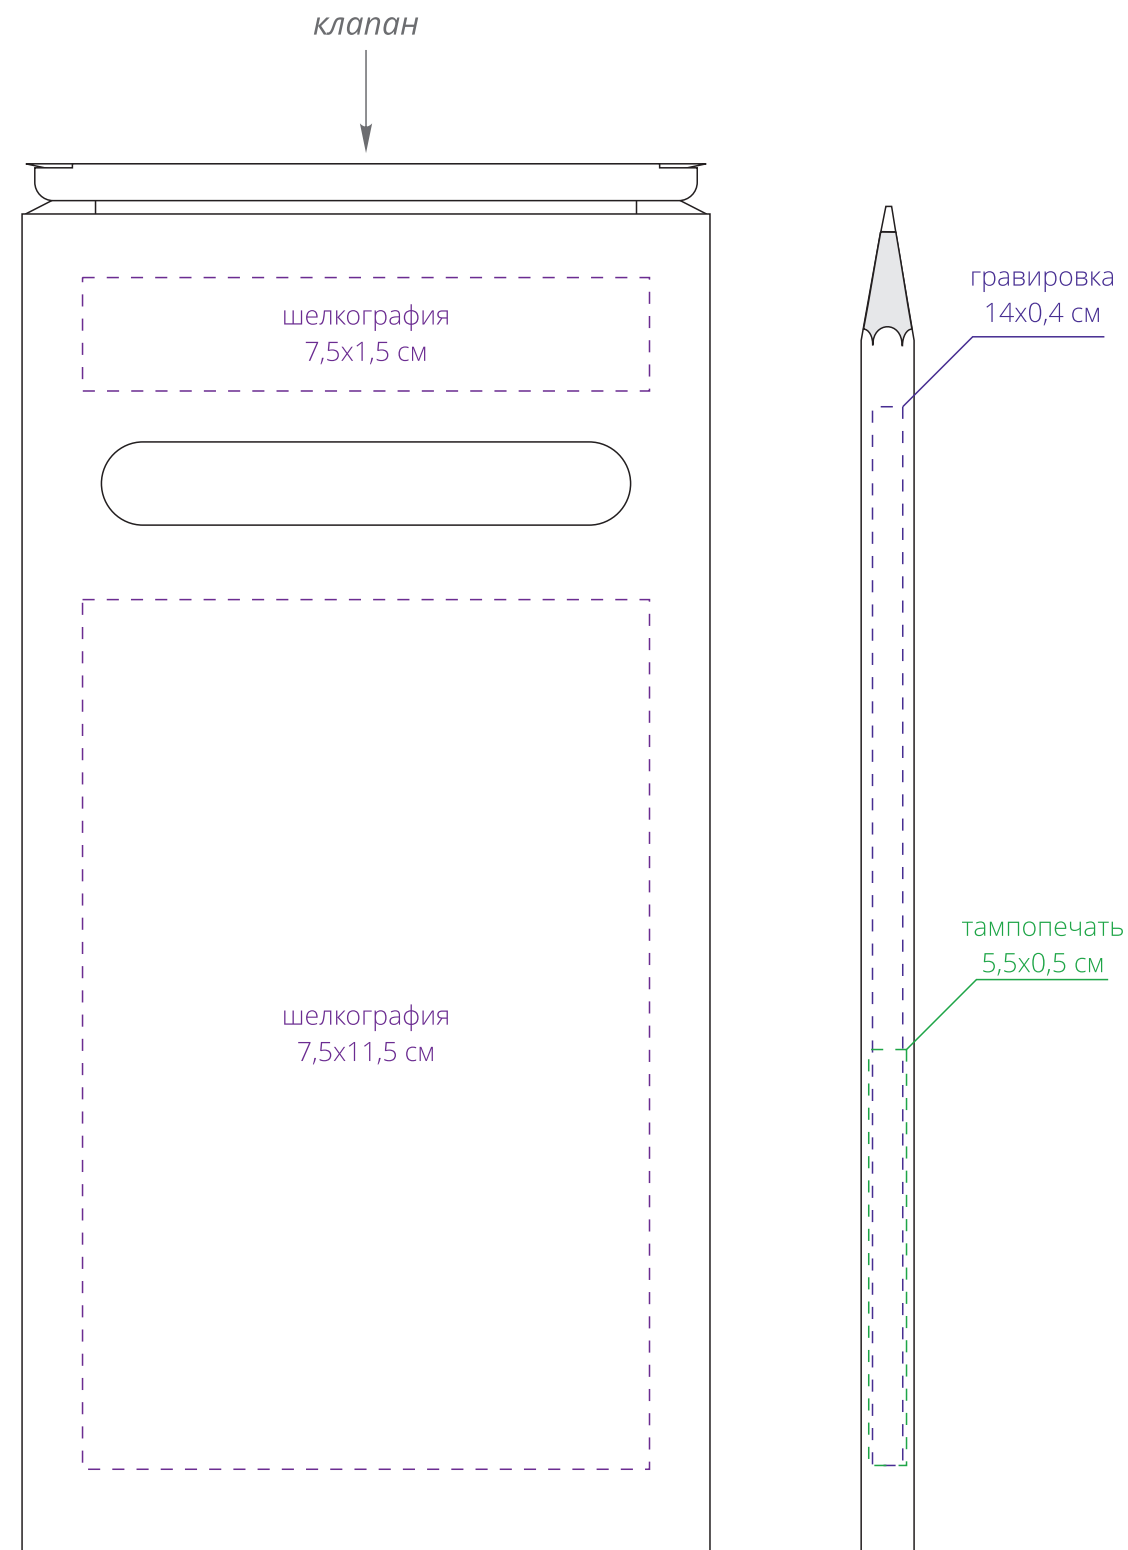 клапан
шелкография
7,5х1,5 см
гравировка
14х0,4 см
тампопечать
5,5х0,5 см
шелкография
7,5х11,5 см